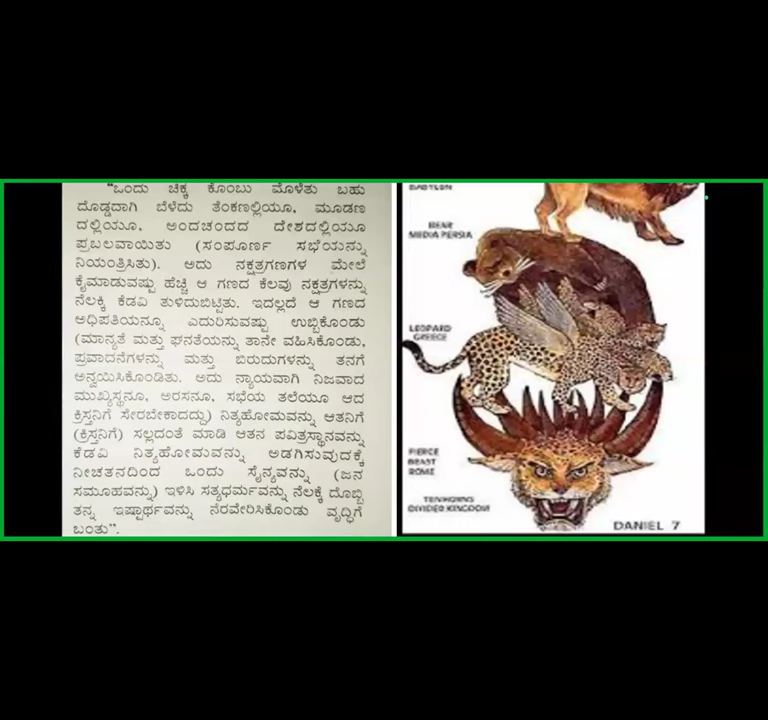 “ಒಂದು ಚಿಕ್ಕ ಕೊಂಬು ಮೊಳೆತು ಬಹು
ದೊಡ್ಡದಾಗಿ ಬೆಳೆದು ತೆಂಕಣಲ್ಲಿಯೂ, ಮೂಡಣ
ದಲ್ಲಿಯೂ, ಅಂದಚಂದದ ದೇಶದಲ್ಲಿಯೂ
ಪ್ರಬಲವಾಯಿತು (ಸಂಪೂರ್ಣ ಸಭೆಯನ್ನು
ನಿಯಂತ್ರಿಸಿತು). ಅದು ನಕ್ಷತ್ರಗಣಗಳ ಮೇಲೆ
ಕೈಮಾಡುವಷ್ಟು ಹೆಚ್ಚಿ ಆ ಗಣದ ಕೆಲವು ನಕ್ಷತ್ರಗಳನ್ನು
ನೆಲಕ್ಕೆ ಕೆಡವಿ ತುಳಿದುಬಿಟ್ಟಿತು. ಇದಲ್ಲದೆ ಆ ಗಣದ
ಅಧಿಪತಿಯನ್ನೂ ಎದುರಿಸುವಷ್ಟು ಉಬ್ಬಿಕೊಂಡು
(ಮಾನ್ಯತೆ ಮತ್ತು ಘನತೆಯನ್ನು ತಾನೇ ವಹಿಸಿಕೊಂಡು,
ಪ್ರವಾದನೆಗಳನ್ನು ಮತ್ತು ಬಿರುದುಗಳನ್ನು ತನಗೆ
ಅನ್ವಯಿಸಿಕೊಂಡಿತು. ಅದು ನ್ಯಾಯವಾಗಿ ನಿಜವಾದ
ಮುಖ್ಯಸ್ಥನೂ, ಅರಸನೂ, ಸಭೆಯ ತಲೆಯೂ ಆದ
ಕ್ರಿಸ್ತನಿಗೆ ಸೇರಬೇಕಾದದ್ದು) ನಿತ್ಯಹೋಮವನ್ನು ಆತನಿಗೆ
(ಕ್ರಿಸ್ತನಿಗೆ) ಸಲ್ಲದಂತೆ ಮಾಡಿ ಆತನ ಪವಿತ್ರಸ್ಥಾನವನ್ನು
ಕೆಡವಿ ನಿತ್ಯಹೋಮವನ್ನು ಅಡಗಿಸುವುದಕ್ಕೆ
ನೀಚತನದಿಂದ ಒಂದು ಸೈನ್ಯವನ್ನು (ಜನ
ಸಮೂಹವನ್ನು) ಇಳಿಸಿ ಸತ್ಯಧರ್ಮವನ್ನು ನೆಲಕ್ಕೆ ದೊಬ್ಬಿ
ತನ್ನ ಇಷ್ಟಾರ್ಥವನ್ನು ನೆರವೇರಿಸಿಕೊಂಡು ವೃದ್ಧಿಗೆ
ಬಂತು”.
BABYLON
BEAR
MEDIA PERSIA
LEOPARD
GREECE
FIERCE
BEAST
ROME
TEN HORNS
DIVIDED KINGDOM
DANIEL 7